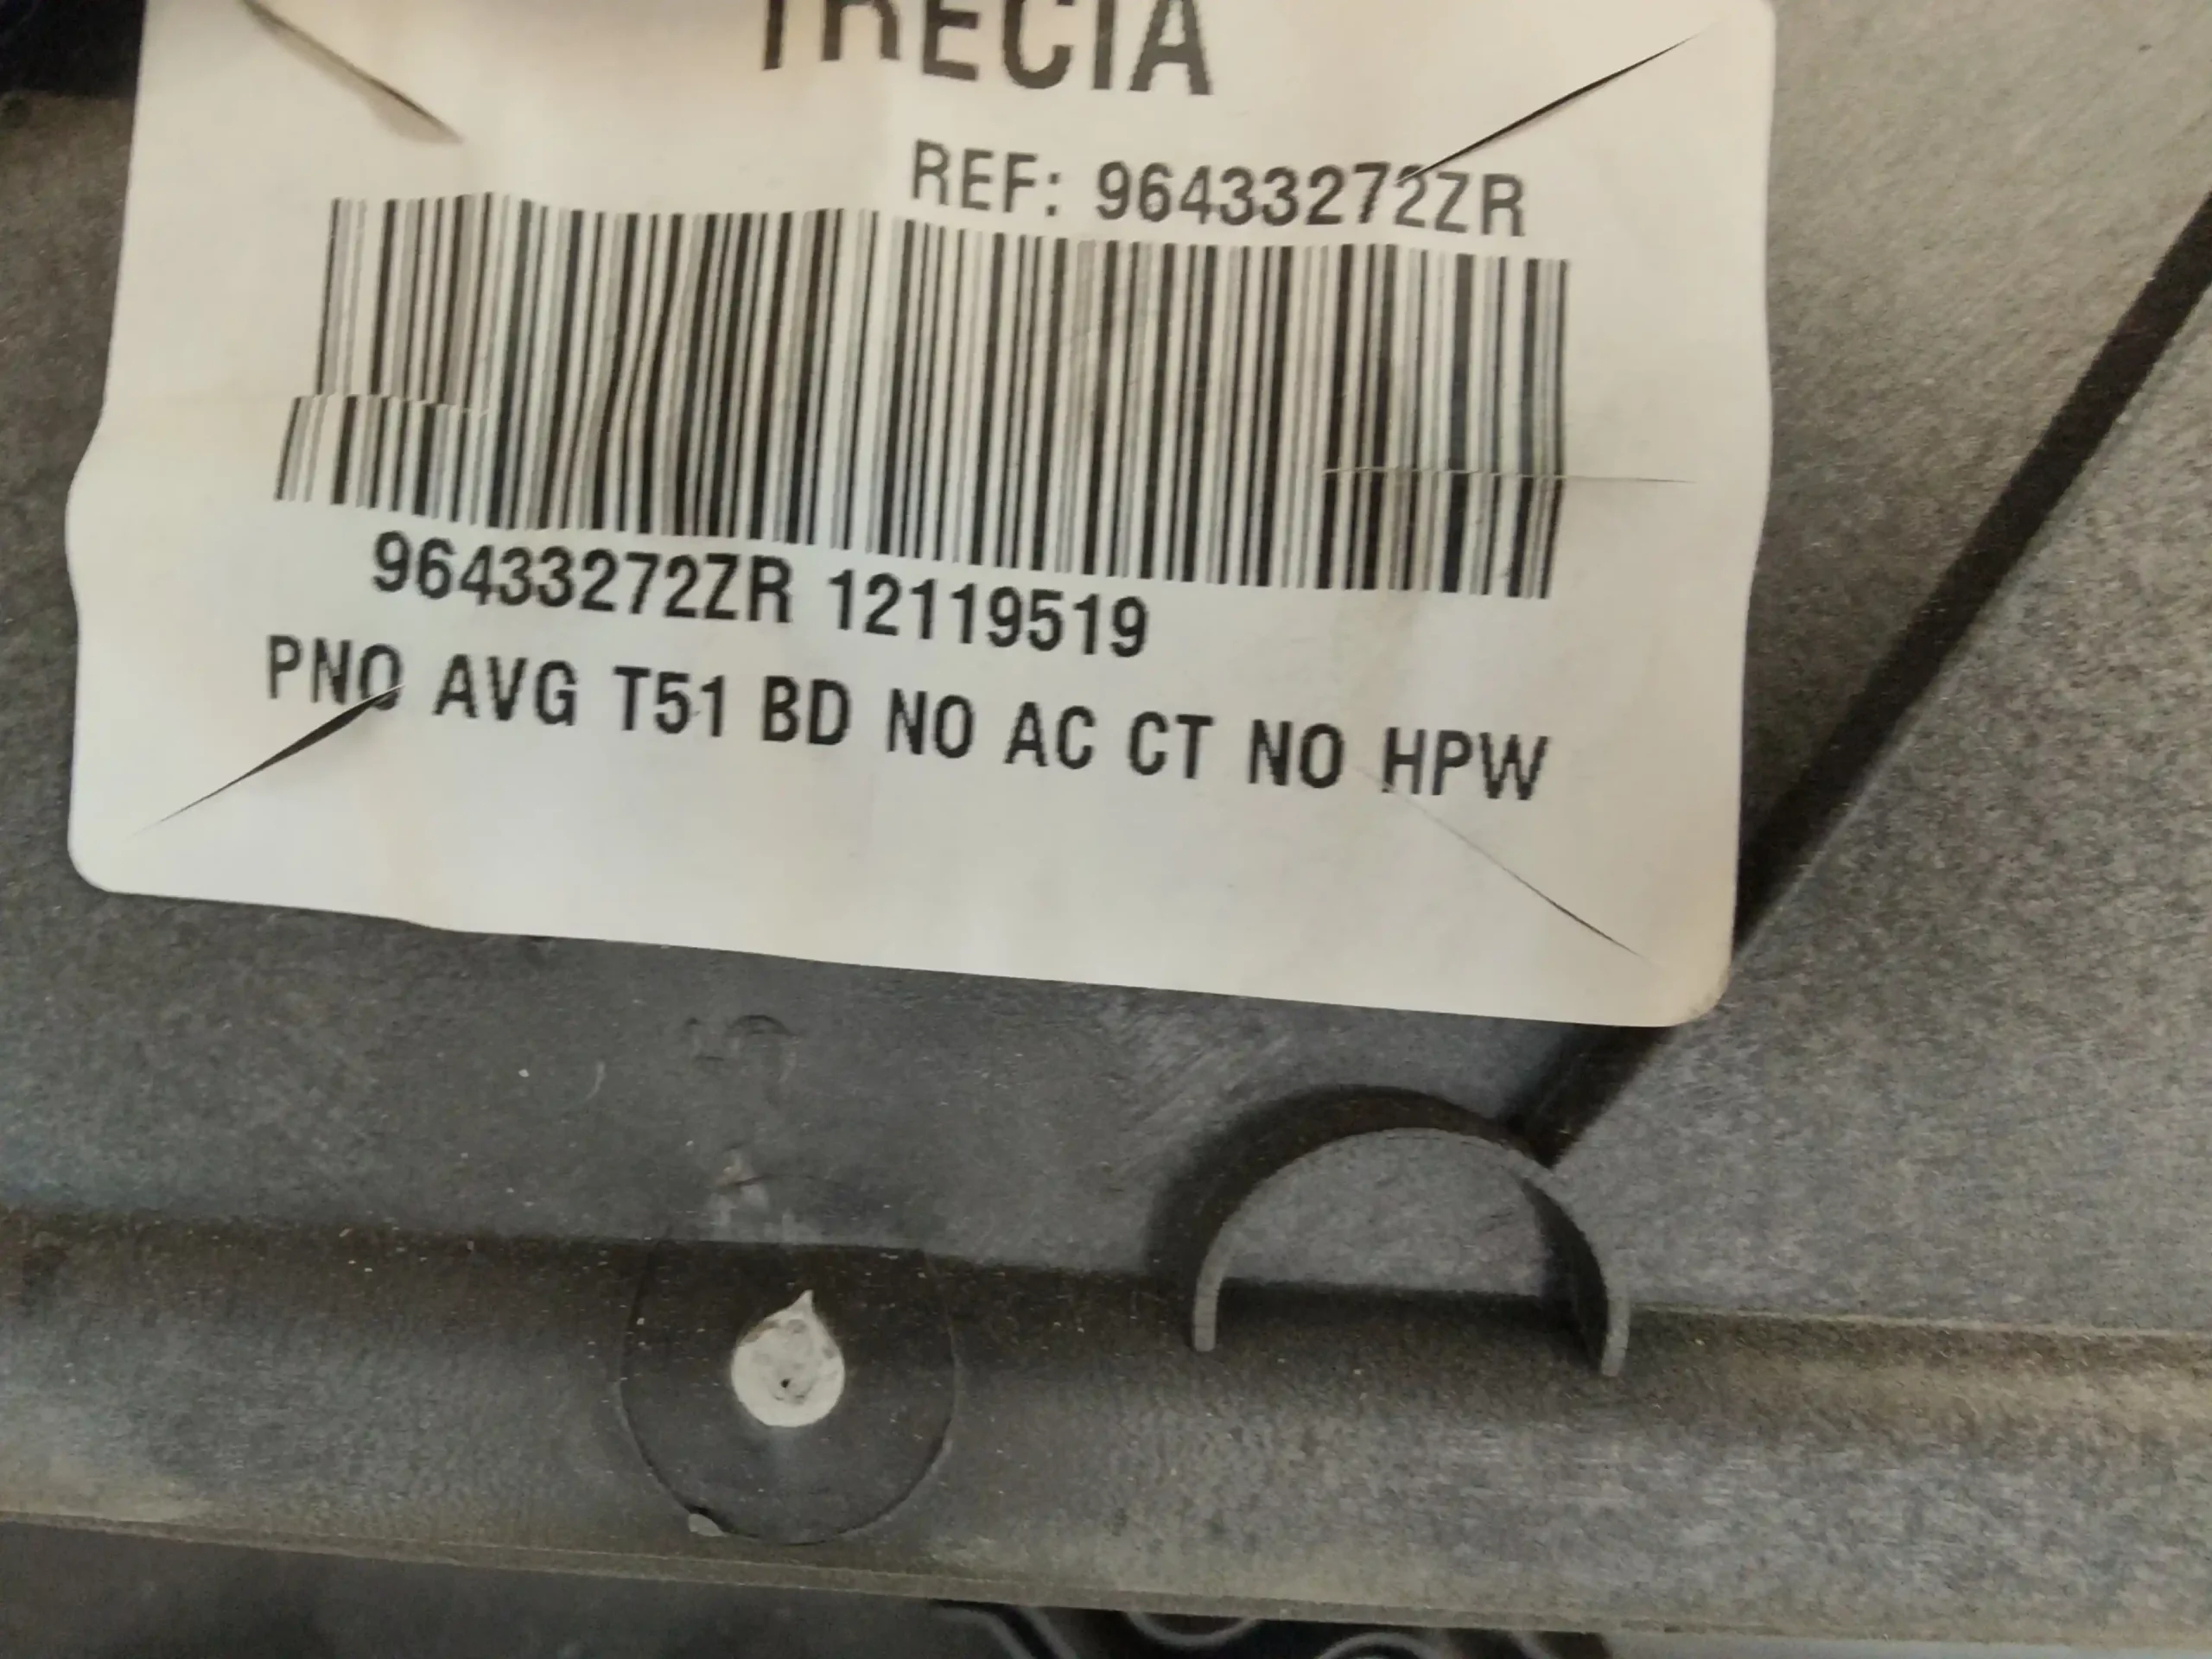 TRECIA
REF: 96433272ZR
96433272ZR 12119519
PNO AVG T51 BD NO AC CT NO HPW